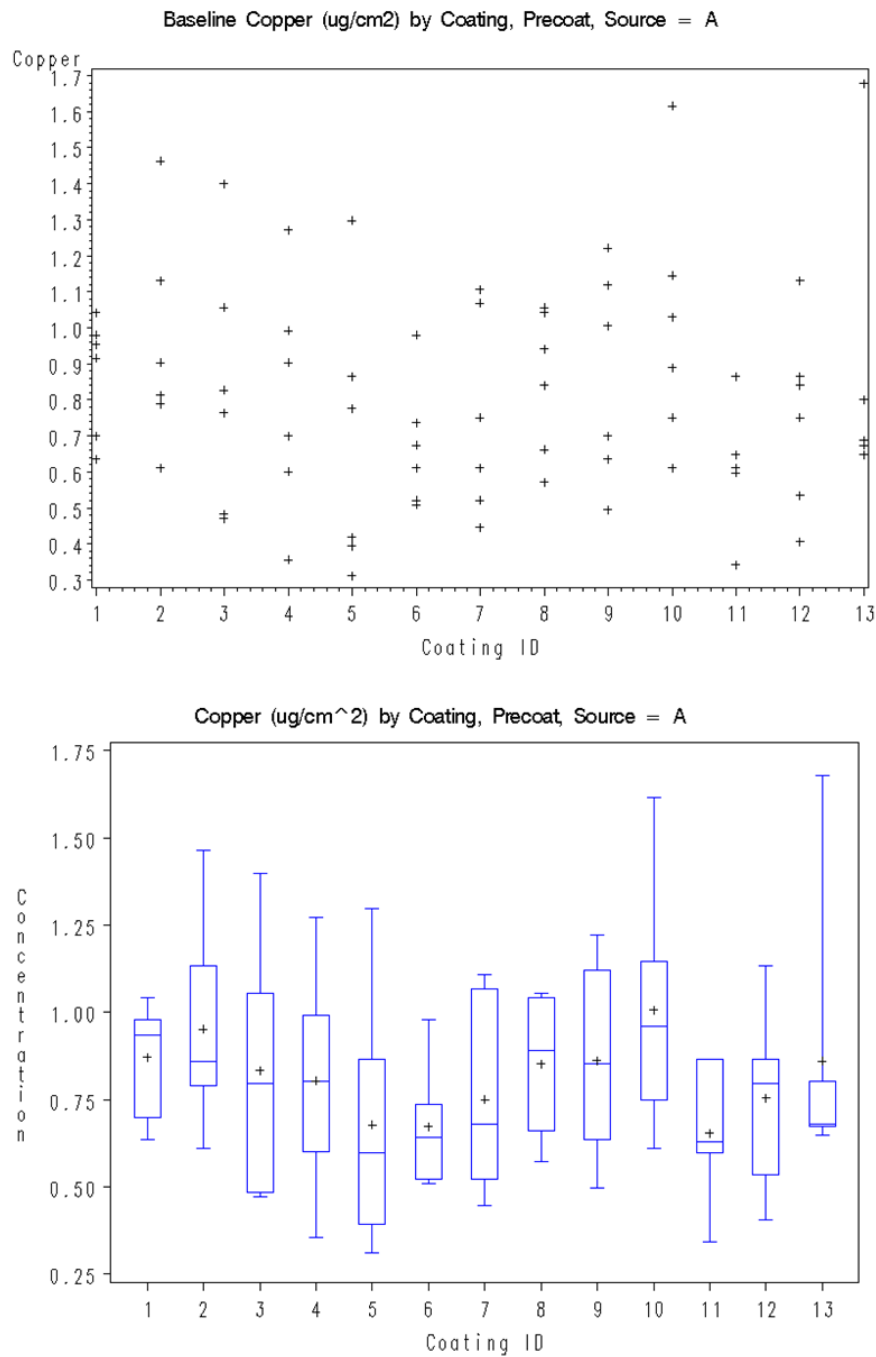 Baseline Copper (ug/cm2) by Coating, Precoat, Source = A
Copper
1.7
1.6
1.5
1.4
1.3
1.2
1.1
1.0
0.9
0.8
0.7
0.6
0.5
0.4
0.3
1 2 3 4 5 6 7 8 9 10 11 12 13
Coating ID
Copper (ug/cm^2) by Coating, Precoat, Source = A
Concentration
1.75
1.50
1.25
1.00
0.75
0.50
0.25
1 2 3 4 5 6 7 8 9 10 11 12 13
Coating ID